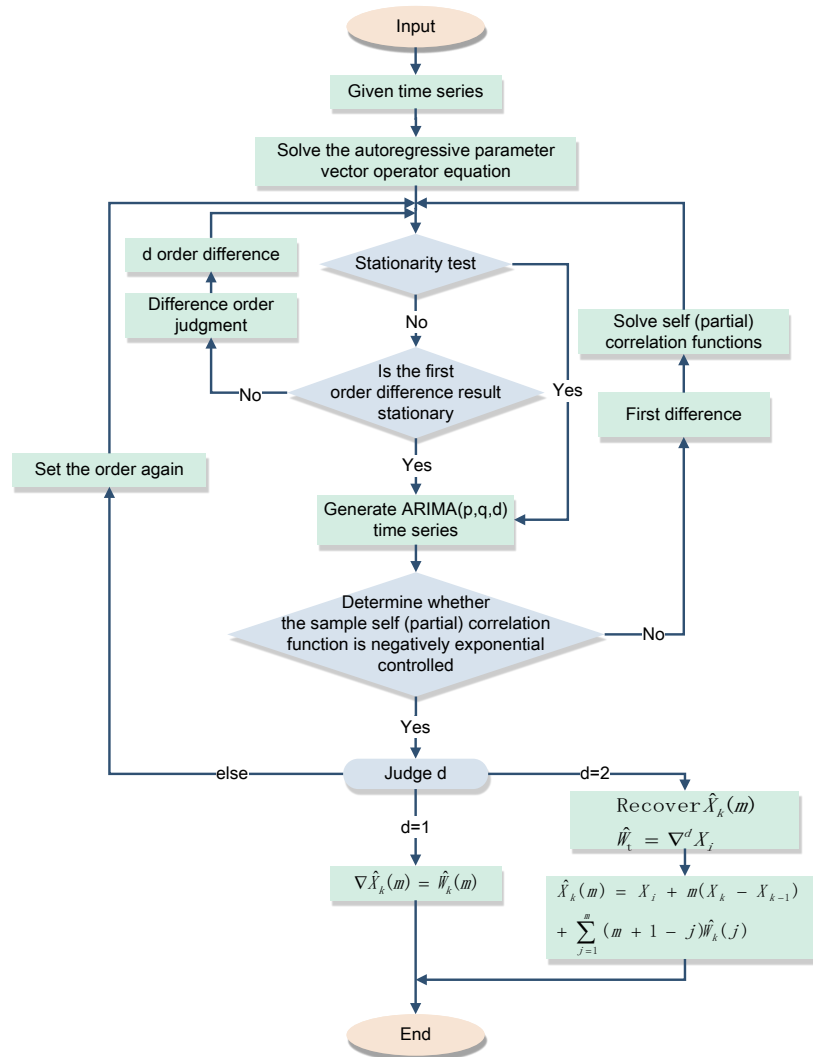 Input
Given time series
Solve the autoregressive parameter
vector operator equation
d order difference
Stationarity test
Difference order
judgment
No
Solve self (partial)
correlation functions
Is the first
order difference result
stationary
No
Yes
First difference
Yes
Set the order again
Generate ARIMA(p,q,d)
time series
Determine whether
the sample self (partial) correlation
function is negatively exponential
controlled
No
Yes
else
Judge d
d=2
d=1
Recover X̂_k(m)
Ŵ_t = ∇^d X_i
∇X̂_k(m) = Ŵ_k(m)
X̂_k(m) = X_i + m(X_k - X_{k-1})
+ ∑_{j=1}^{m} (m + 1 - j)Ŵ_k(j)
End